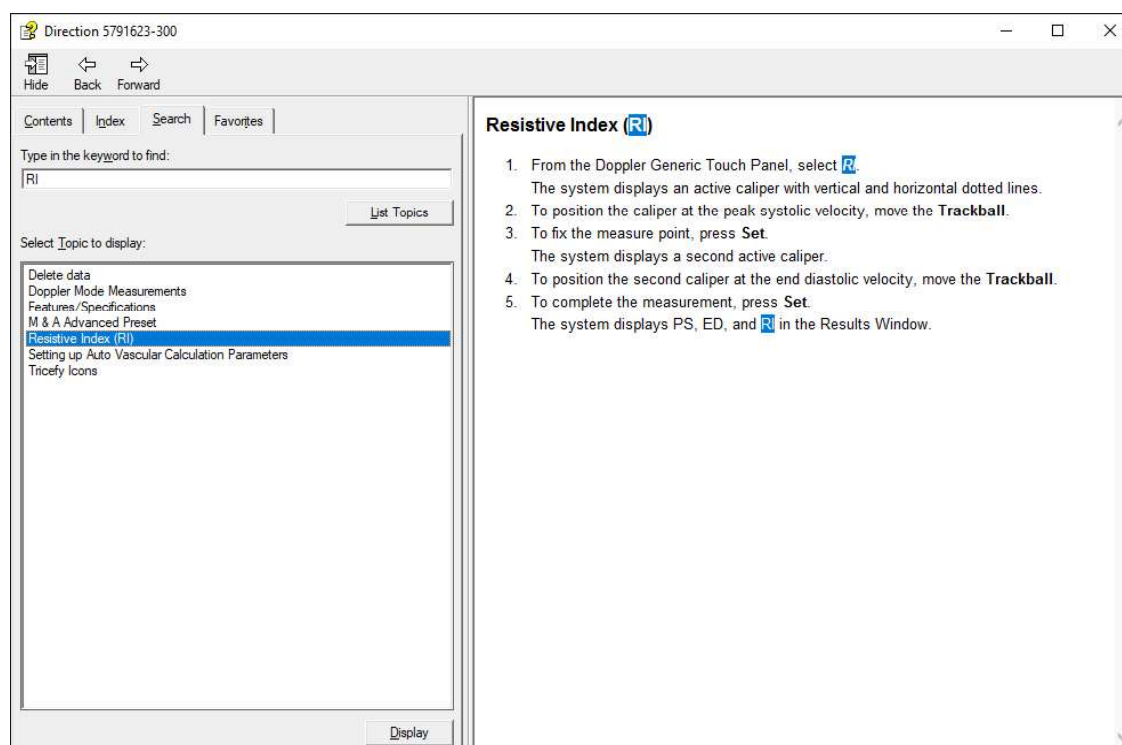 Direction 5791623-300
Hide Back Forward
Contents Index Search Favorites
Type in the keyword to find:
RI
List Topics
Select Topic to display:
Delete data
Doppler Mode Measurements
Features/Specifications
M & A Advanced Preset
Resistive Index (RI)
Setting up Auto Vascular Calculation Parameters
Tricefy Icons
Display
Resistive Index (RI)
1. From the Doppler Generic Touch Panel, select RI.
The system displays an active caliper with vertical and horizontal dotted lines.
2. To position the caliper at the peak systolic velocity, move the Trackball.
3. To fix the measure point, press Set.
The system displays a second active caliper.
4. To position the second caliper at the end diastolic velocity, move the Trackball.
5. To complete the measurement, press Set.
The system displays PS, ED, and RI in the Results Window.